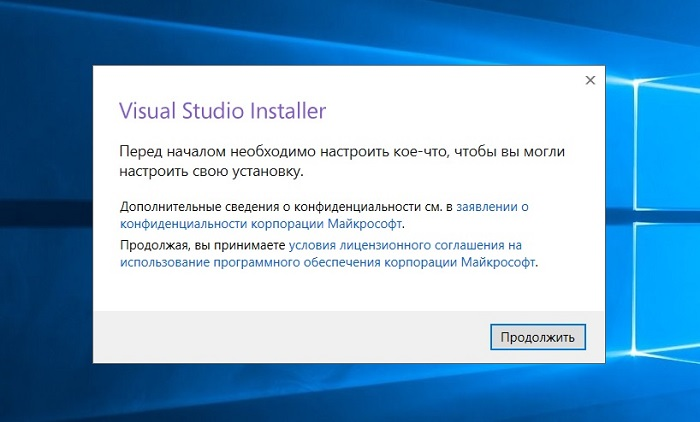 Visual Studio Installer
Перед началом необходимо настроить кое-что, чтобы вы могли
настроить свою установку.
Дополнительные сведения о конфиденциальности см. в заявлении о
конфиденциальности корпорации Майкрософт.
Продолжая, вы принимаете условия лицензионного соглашения на
использование программного обеспечения корпорации Майкрософт.
Продолжить